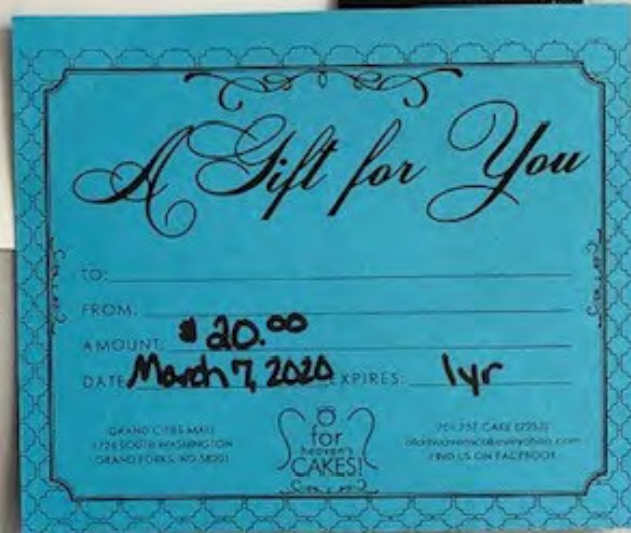 A Gift for You
TO:
FROM:
AMOUNT: $20.00
DATE March 7, 2020 EXPIRES: 1yr
GRAND CITIES MALL
1726 SOUTH WASHINGTON
GRAND FORKS, ND 58201
O
for
heaven's
CAKES!
CAKE
FIND US ON FACEBOOK